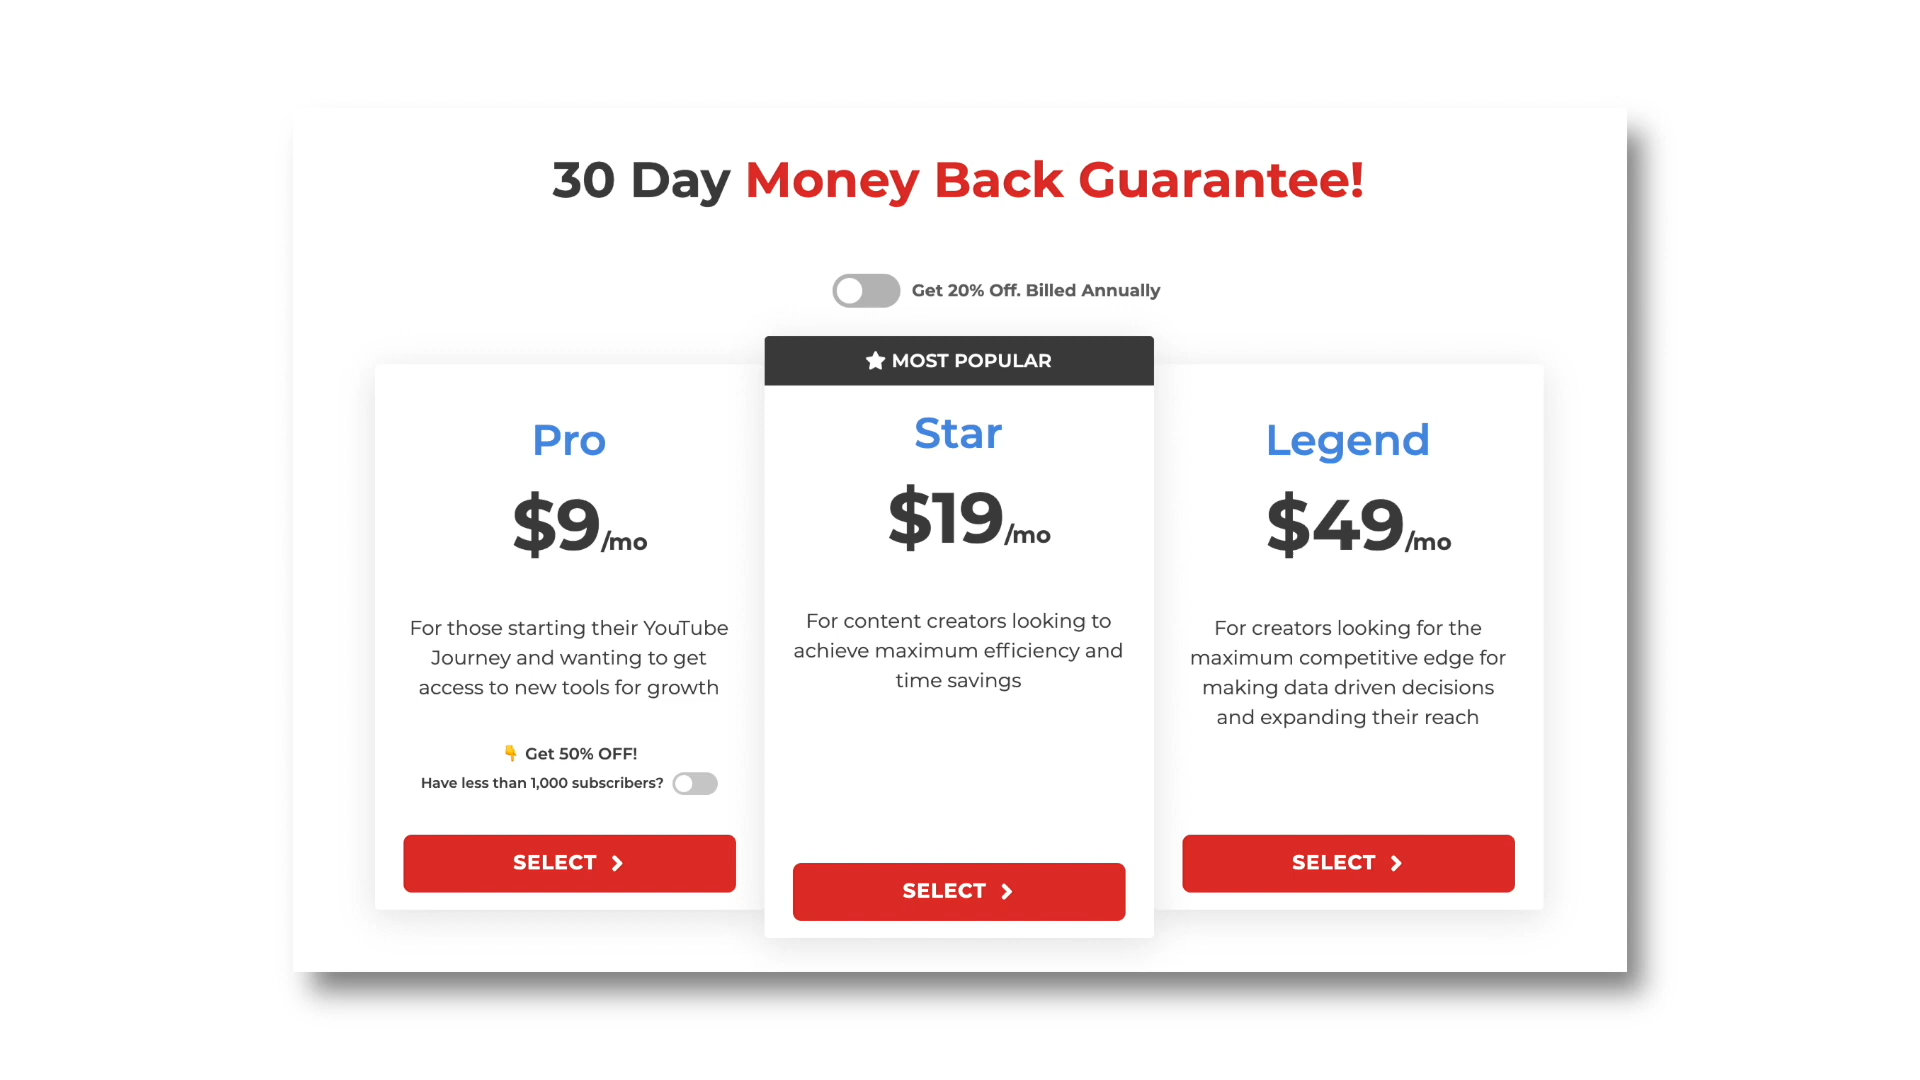 30 Day Money Back Guarantee!
Get 20% Off. Billed Annually
Pro
$9/mo
For those starting their YouTube
Journey and wanting to get
access to new tools for growth
👇 Get 50% OFF!
Have less than 1,000 subscribers?
SELECT
★ MOST POPULAR
Star
$19/mo
For content creators looking to
achieve maximum efficiency and
time savings
SELECT
Legend
$49/mo
For creators looking for the
maximum competitive edge for
making data driven decisions
and expanding their reach
SELECT